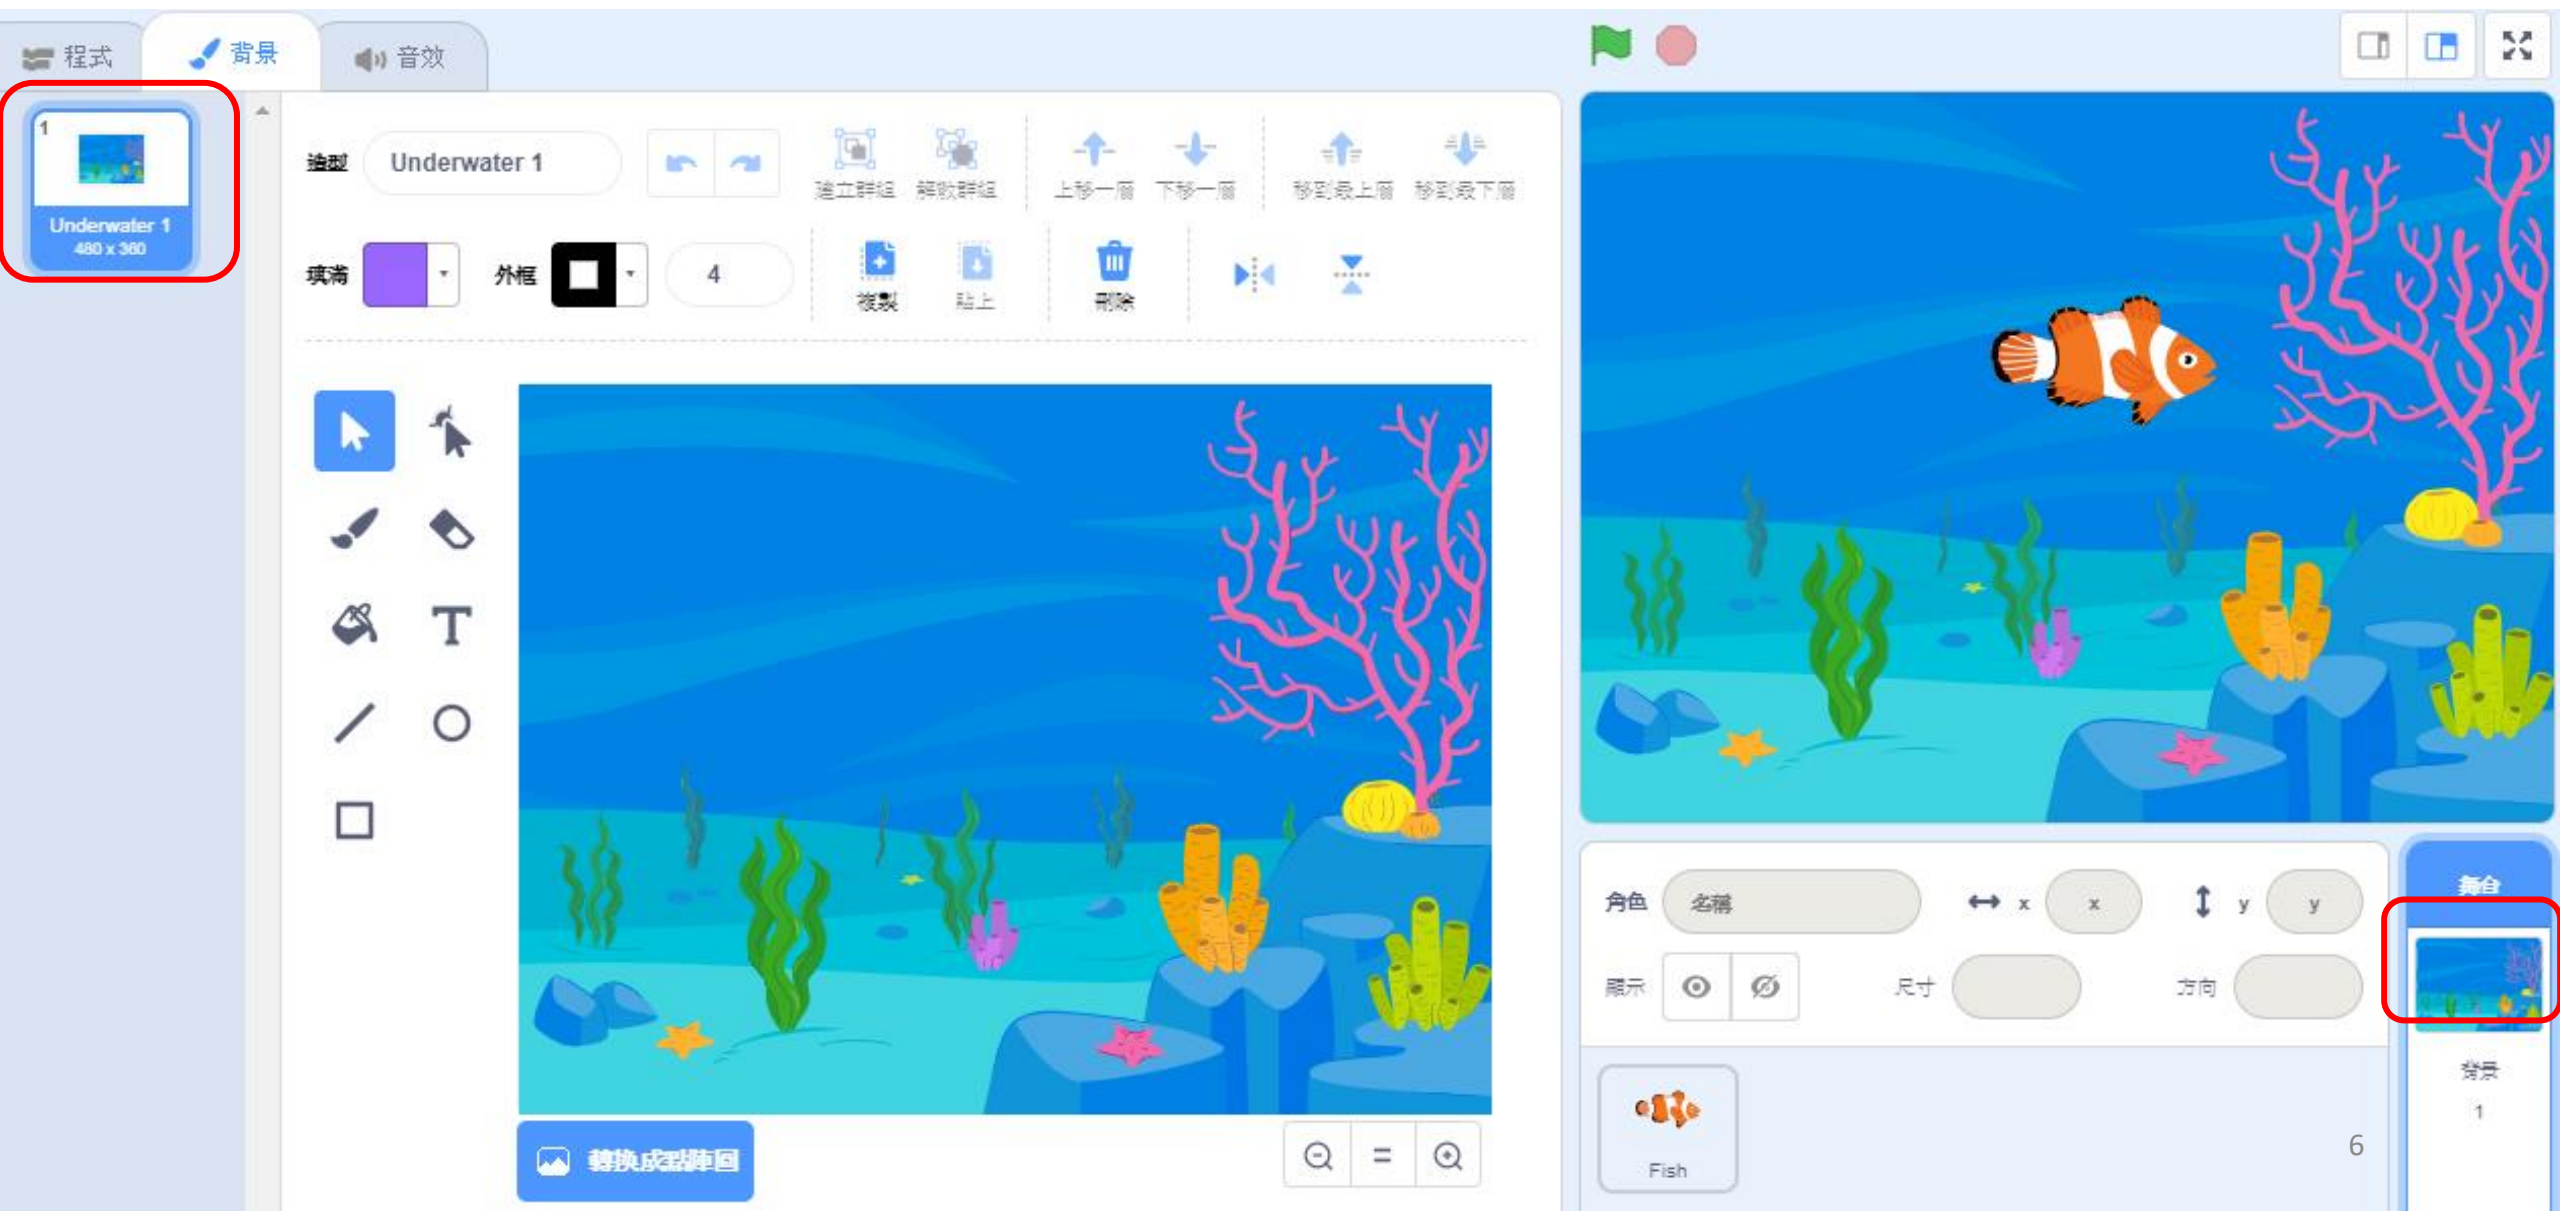 程式
背景
音效
1
Underwater 1
480 x 360
造型
Underwater 1
建立群組
解散群組
上移一層
下移一層
移到最上層
移到最下層
填滿
外框
4
複製
貼上
刪除
T
轉換成點陣圖
角色
名稱
x
x
y
y
顯示
尺寸
方向
Fish
舞台
背景
1
6